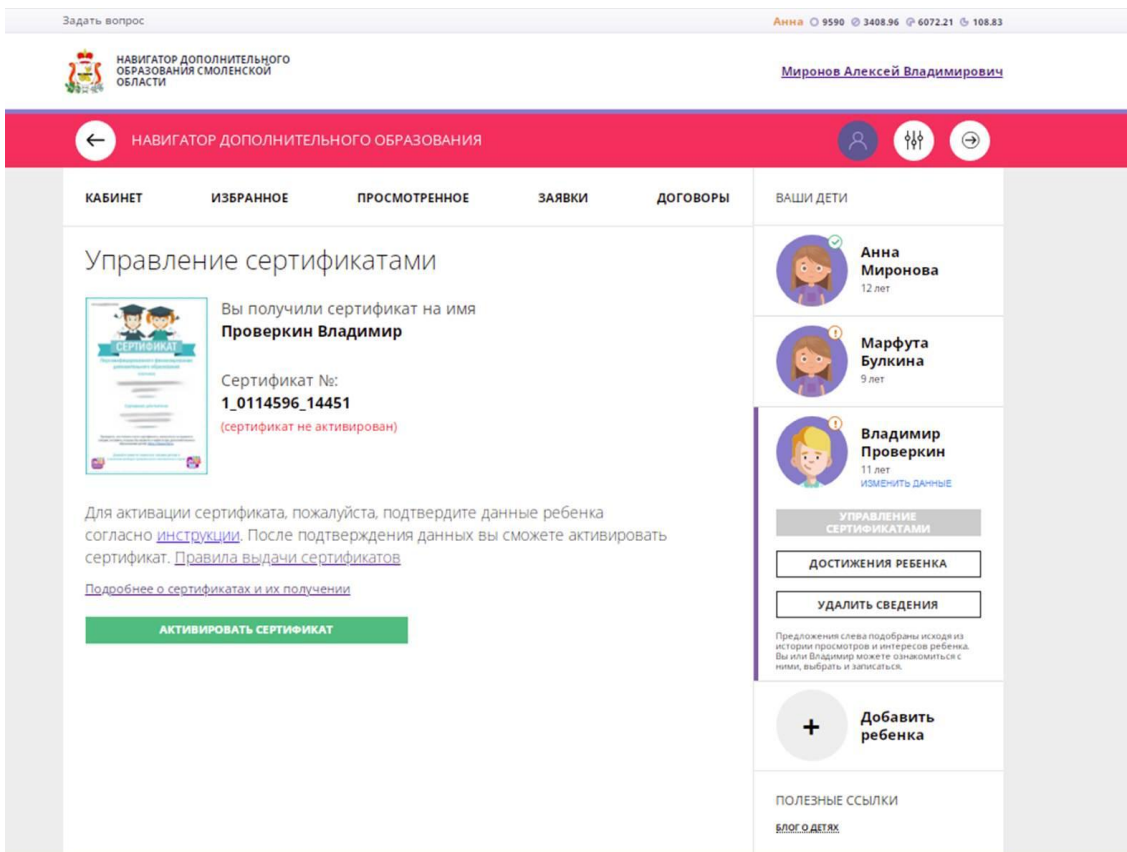 Задать вопрос
Анна 9590 3408.96 6072.21 108.83
НАВИГАТОР ДОПОЛНИТЕЛЬНОГО
ОБРАЗОВАНИЯ СМОЛЕНСКОЙ
ОБЛАСТИ
Миронов Алексей Владимирович
НАВИГАТОР ДОПОЛНИТЕЛЬНОГО ОБРАЗОВАНИЯ
КАБИНЕТ ИЗБРАННОЕ ПРОСМОТРЕННОЕ ЗАЯВКИ ДОГОВОРЫ
Управление сертификатами
СЕРТИФИКАТ
Вы получили сертификат на имя
Проверкин Владимир
Сертификат №:
1_0114596_14451
(сертификат не активирован)
Для активации сертификата, пожалуйста, подтвердите данные ребенка
согласно инструкции. После подтверждения данных вы сможете активировать
сертификат. Правила выдачи сертификатов
Подробнее о сертификатах и их получении
АКТИВИРОВАТЬ СЕРТИФИКАТ
ВАШИ ДЕТИ
Анна
Миронова
12 лет
Марфута
Булкина
9 лет
Владимир
Проверкин
11 лет
ИЗМЕНИТЬ ДАННЫЕ
УПРАВЛЕНИЕ
СЕРТИФИКАТАМИ
ДОСТИЖЕНИЯ РЕБЕНКА
УДАЛИТЬ СВЕДЕНИЯ
Предложения слева подобраны исходя из
истории просмотров и интересов ребенка.
Вы или Владимир можете ознакомиться с
ними, выбрать и записаться.
+
Добавить
ребенка
ПОЛЕЗНЫЕ ССЫЛКИ
БЛОГ О ДЕТЯХ